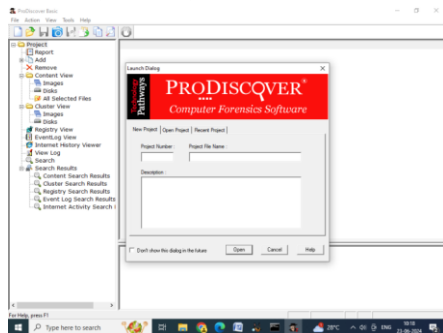 ProDiscover Basic
File Action View Tools Help
Project
Report
Add
Remove
Content View
Images
Disks
All Selected Files
Cluster View
Images
Disks
Registry View
EventLog View
Internet History Viewer
View Log
Search
Search Results
Content Search Results
Cluster Search Results
Registry Search Results
Event Log Search Results
Internet Activity Search
Launch Dialog
Technology
Pathways
PRODISCOVER®
Computer Forensics Software
New Project Open Project Recent Project
Project Number : Project File Name :
Description :
Don't show this dialog in the future Open Cancel Help
For Help, press F1
Type here to search
28°C ENG
21-06-2024